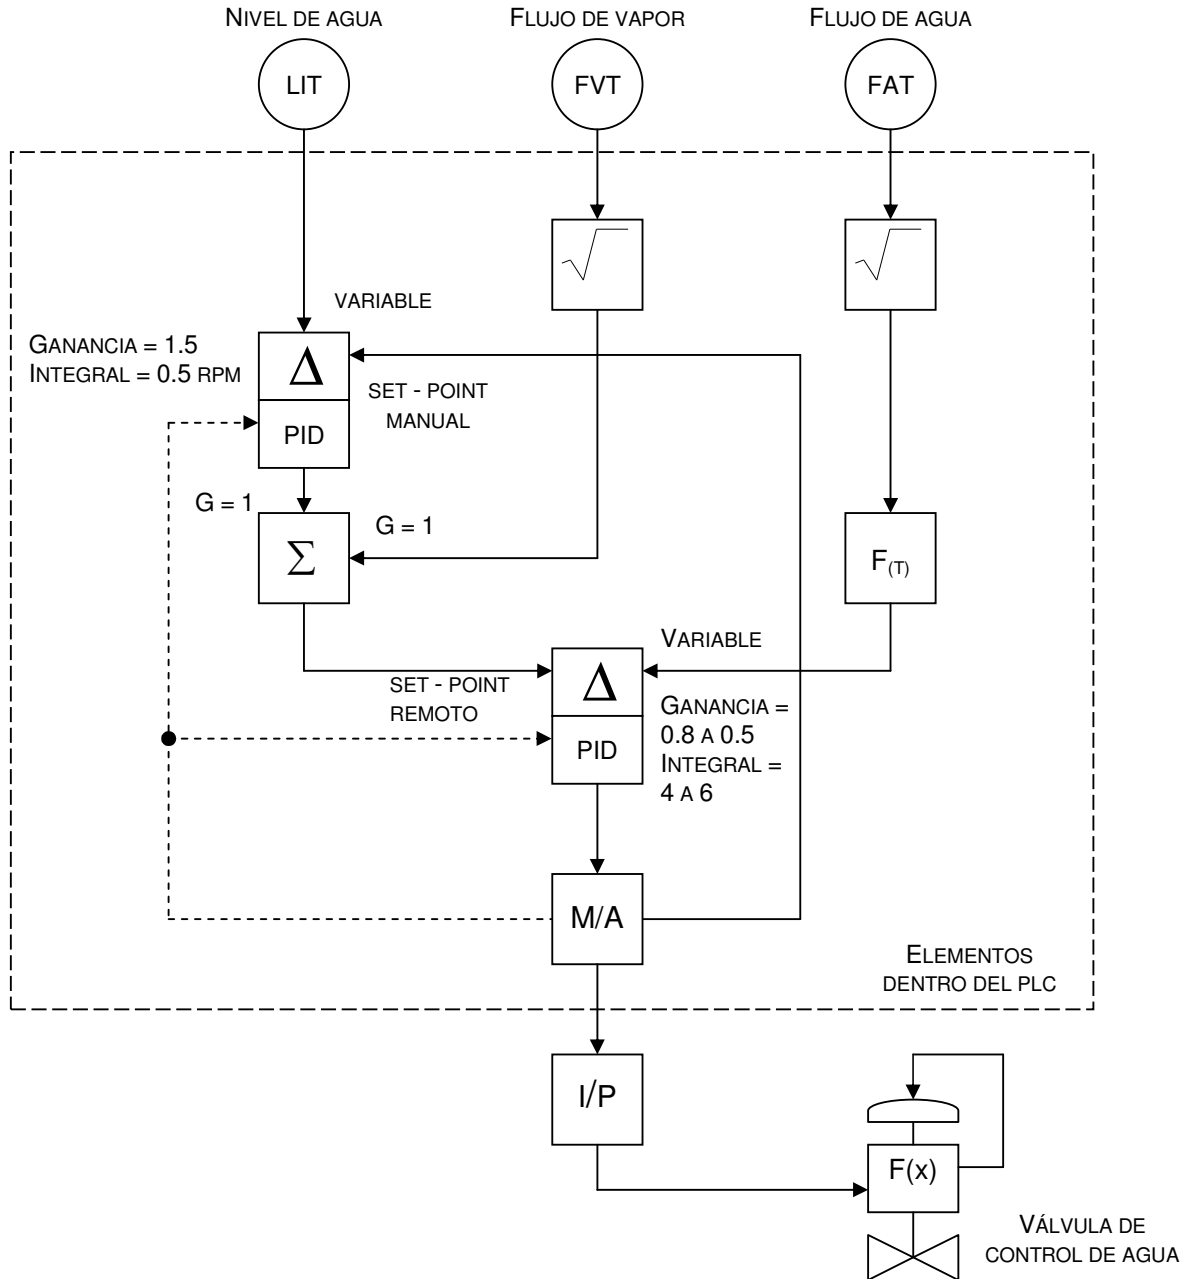 NIVEL DE AGUA
FLUJO DE VAPOR
FLUJO DE AGUA
LIT
FVT
FAT
VARIABLE
GANANCIA = 1.5
INTEGRAL = 0.5 RPM
Δ
SET - POINT
MANUAL
PID
G = 1
G = 1
Σ
F(T)
VARIABLE
SET - POINT
REMOTO
Δ
PID
GANANCIA =
0.8 A 0.5
INTEGRAL =
4 A 6
M/A
ELEMENTOS
DENTRO DEL PLC
I/P
F(x)
VÁLVULA DE
CONTROL DE AGUA